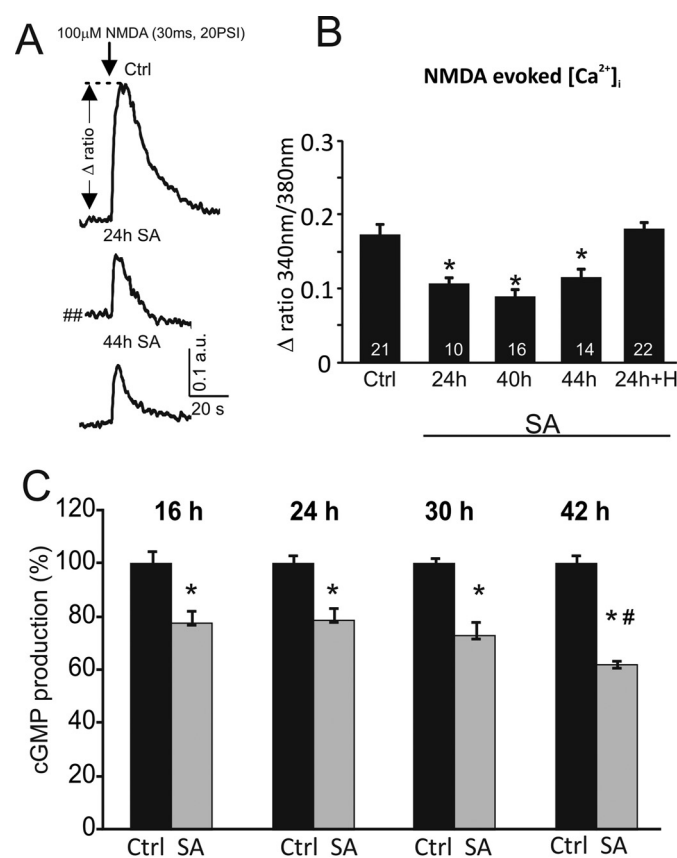 A
100μM NMDA (30ms, 20PSI)
Ctrl
Δ ratio
24h SA
##
44h SA
0.1 a.u.
20 s
B
NMDA evoked [Ca²⁺]ᵢ
Δ ratio 340nm/380nm
0.3
0.2
0.1
0
* * *
21 10 16 14 22
Ctrl 24h 40h 44h 24h+H
SA
C
cGMP production (%)
120
100
80
60
40
20
0
16 h 24 h 30 h 42 h
* * * * #
Ctrl SA Ctrl SA Ctrl SA Ctrl SA